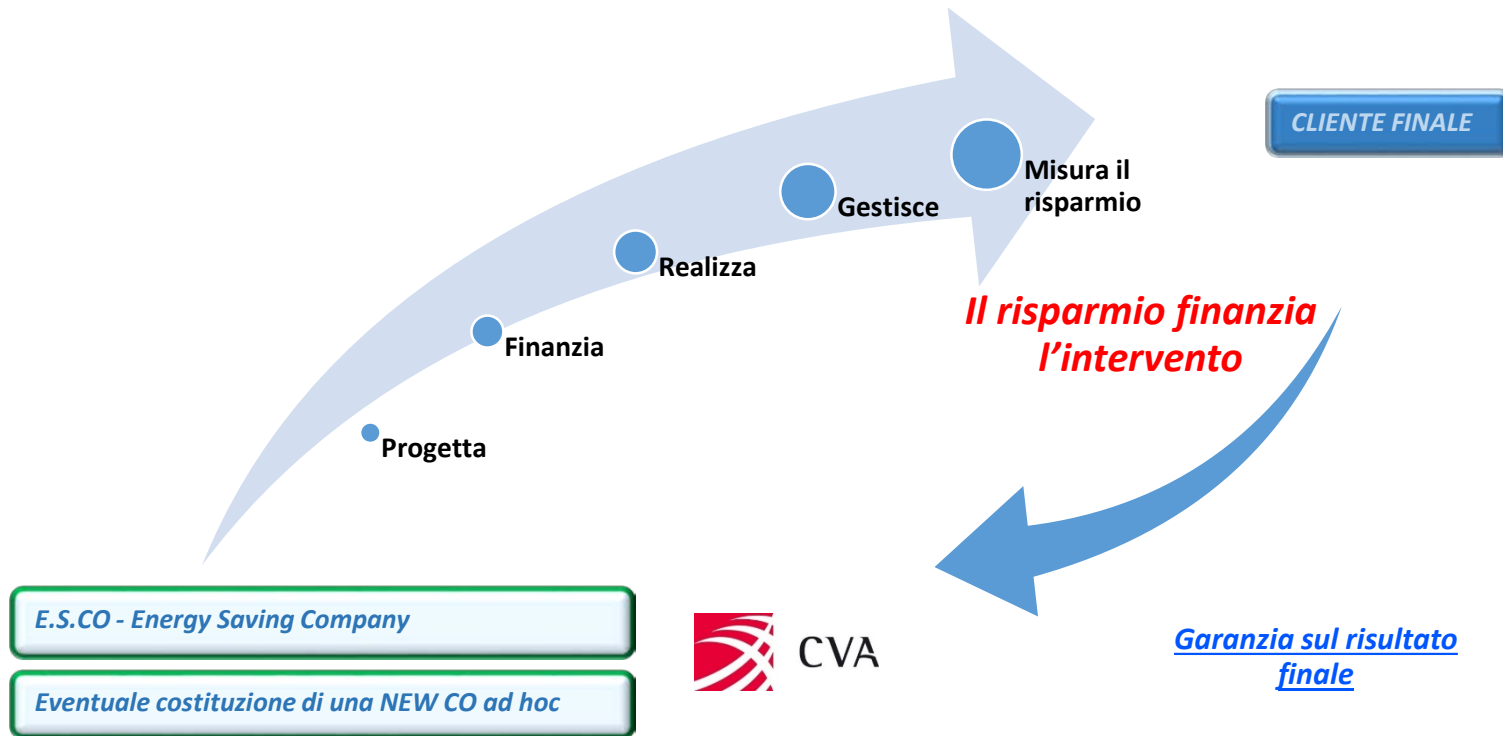 CLIENTE FINALE
Misura il
risparmio
Gestisce
Realizza
Finanzia
Progetta
Il risparmio finanzia
l’intervento
E.S.CO - Energy Saving Company
Eventuale costituzione di una NEW CO ad hoc
CVA
Garanzia sul risultato
finale